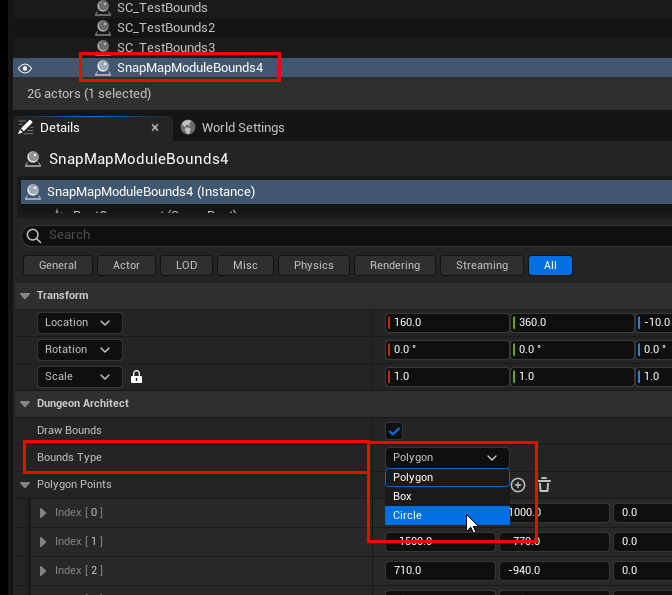 SC_TestBounds
SC_TestBounds2
SC_TestBounds3
SnapMapModuleBounds4
26 actors (1 selected)
Details
World Settings
SnapMapModuleBounds4
SnapMapModuleBounds4 (Instance)
Search
General Actor LOD Misc Physics Rendering Streaming All
Transform
Location 160.0 360.0 -10.0
Rotation 0.0 ° 0.0 ° 0.0 °
Scale 1.0 1.0 1.0
Dungeon Architect
Draw Bounds
Bounds Type Polygon
Polygon Points Polygon
Box
Index [ 0 ] Circle 1000.0 0.0
Index [ 1 ] -1500.0 -770.0 0.0
Index [ 2 ] 710.0 -940.0 0.0